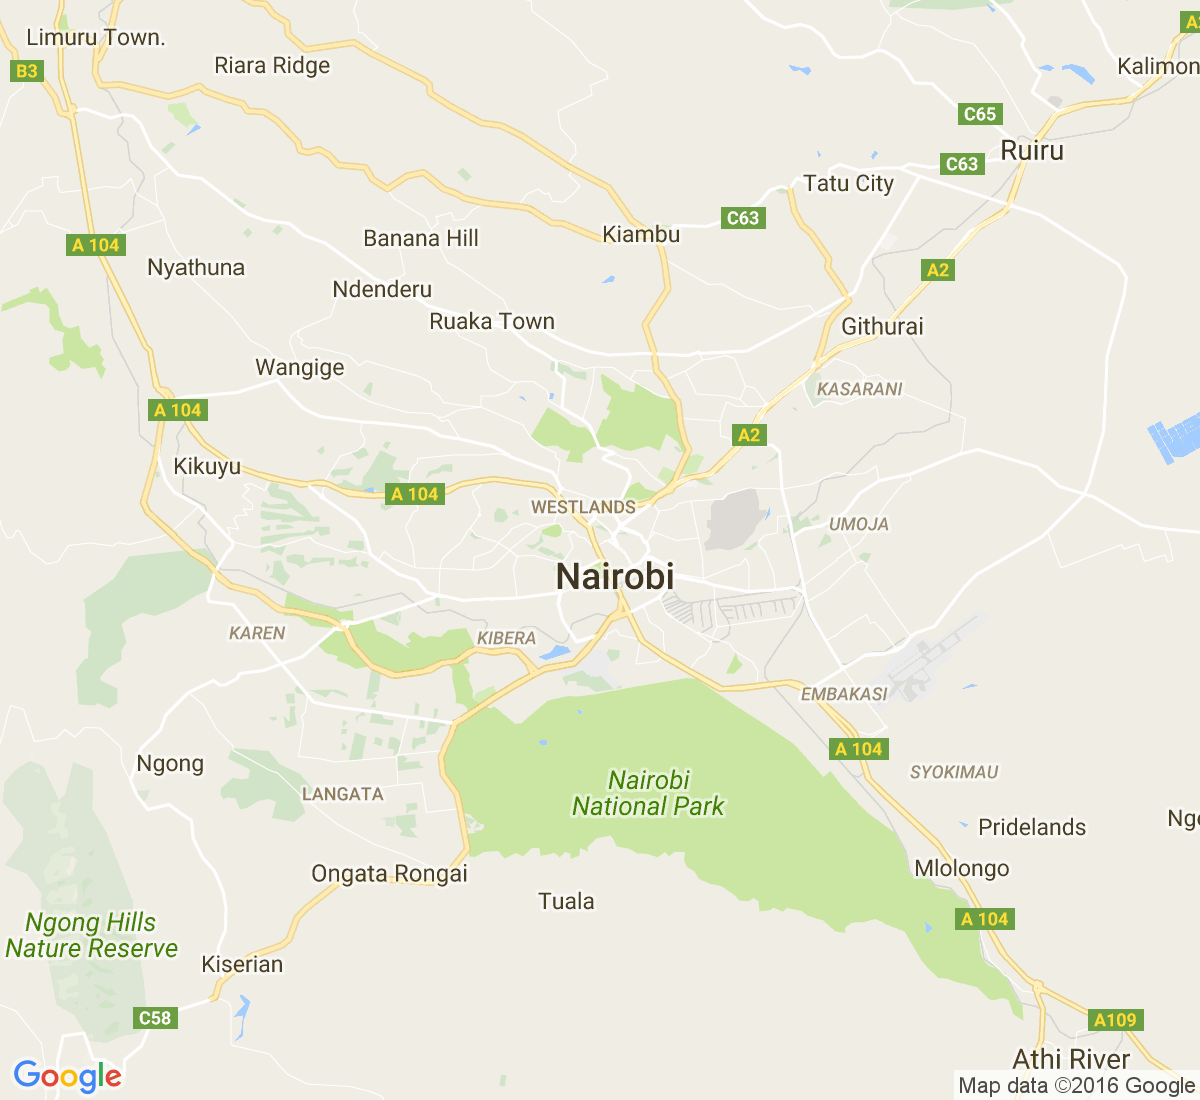 A2
Limuru Town.
Riara Ridge
B3
Kalimon
C65
Ruiru
C63
Tatu City
C63
Kiambu
Banana Hill
A 104
Nyathuna
A2
Ndenderu
Ruaka Town
Githurai
Wangige
KASARANI
A 104
A2
Kikuyu
A 104
WESTLANDS
UMOJA
Nairobi
KAREN
KIBERA
EMBAKASI
A 104
Ngong
SYOKIMAU
Nairobi
National Park
LANGATA
Nge
Pridelands
Mlolongo
Ongata Rongai
Tuala
A 104
Ngong Hills
Nature Reserve
Kiserian
C58
A109
Athi River
Google
Map data ©2016 Google